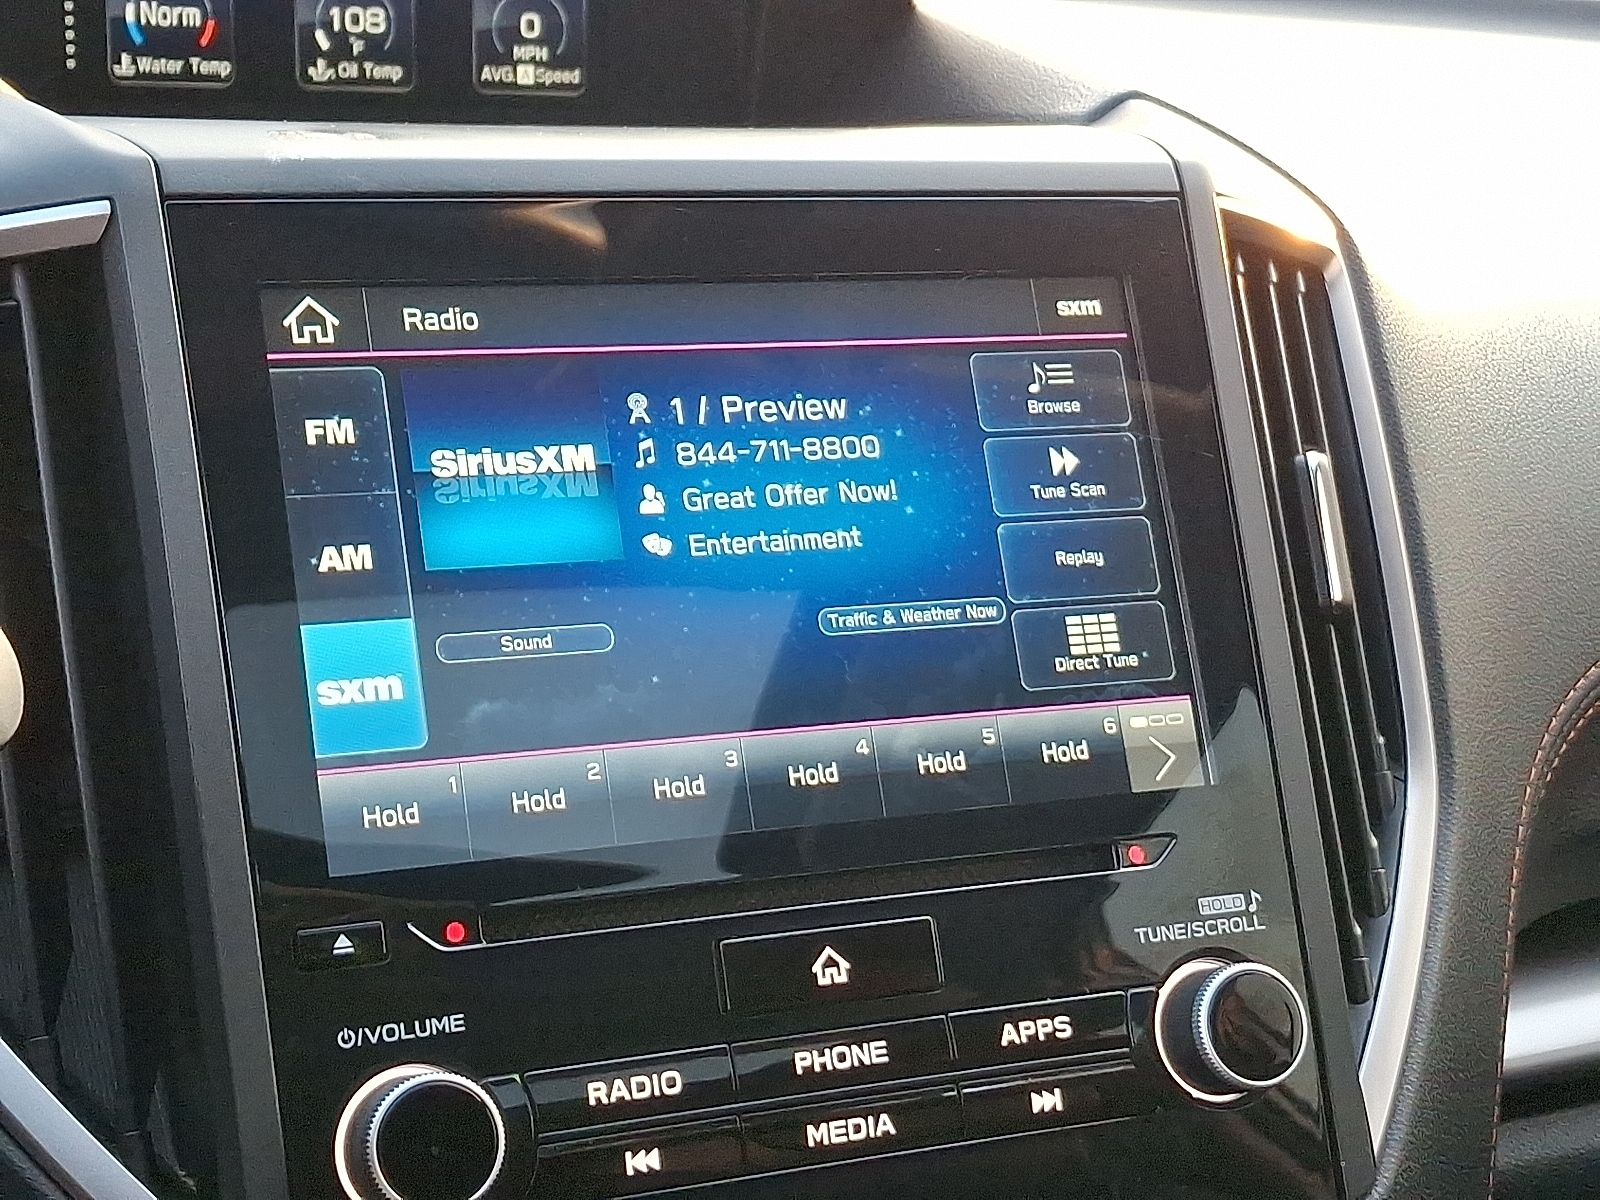 Norm
Water Temp
108
°F
Oil Temp
0
MPH
AVG. A Speed
Radio
sxm
FM
AM
sxm
SiriusXM
1 / Preview
844-711-8800
Great Offer Now!
Entertainment
Browse
Tune Scan
Replay
Direct Tune
Sound
Traffic & Weather Now
Hold 1
Hold 2
Hold 3
Hold 4
Hold 5
Hold 6
HOLD
TUNE/SCROLL
/VOLUME
RADIO
PHONE
APPS
MEDIA